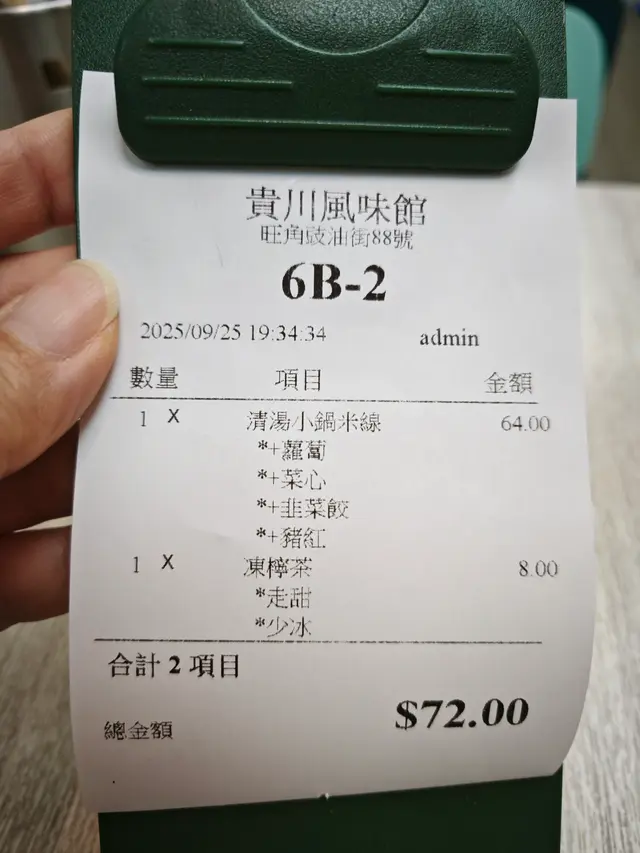 貴川風味館
旺角豉油街88號
6B-2
2025/09/25 19:34:34 admin
數量 項目 金額
1 X 清湯小鍋米線 64.00
*+蘿蔔
*+菜心
*+韭菜餃
*+豬紅
1 X 凍檸茶 8.00
*走甜
*少冰
合計 2 項目
總金額 $72.00